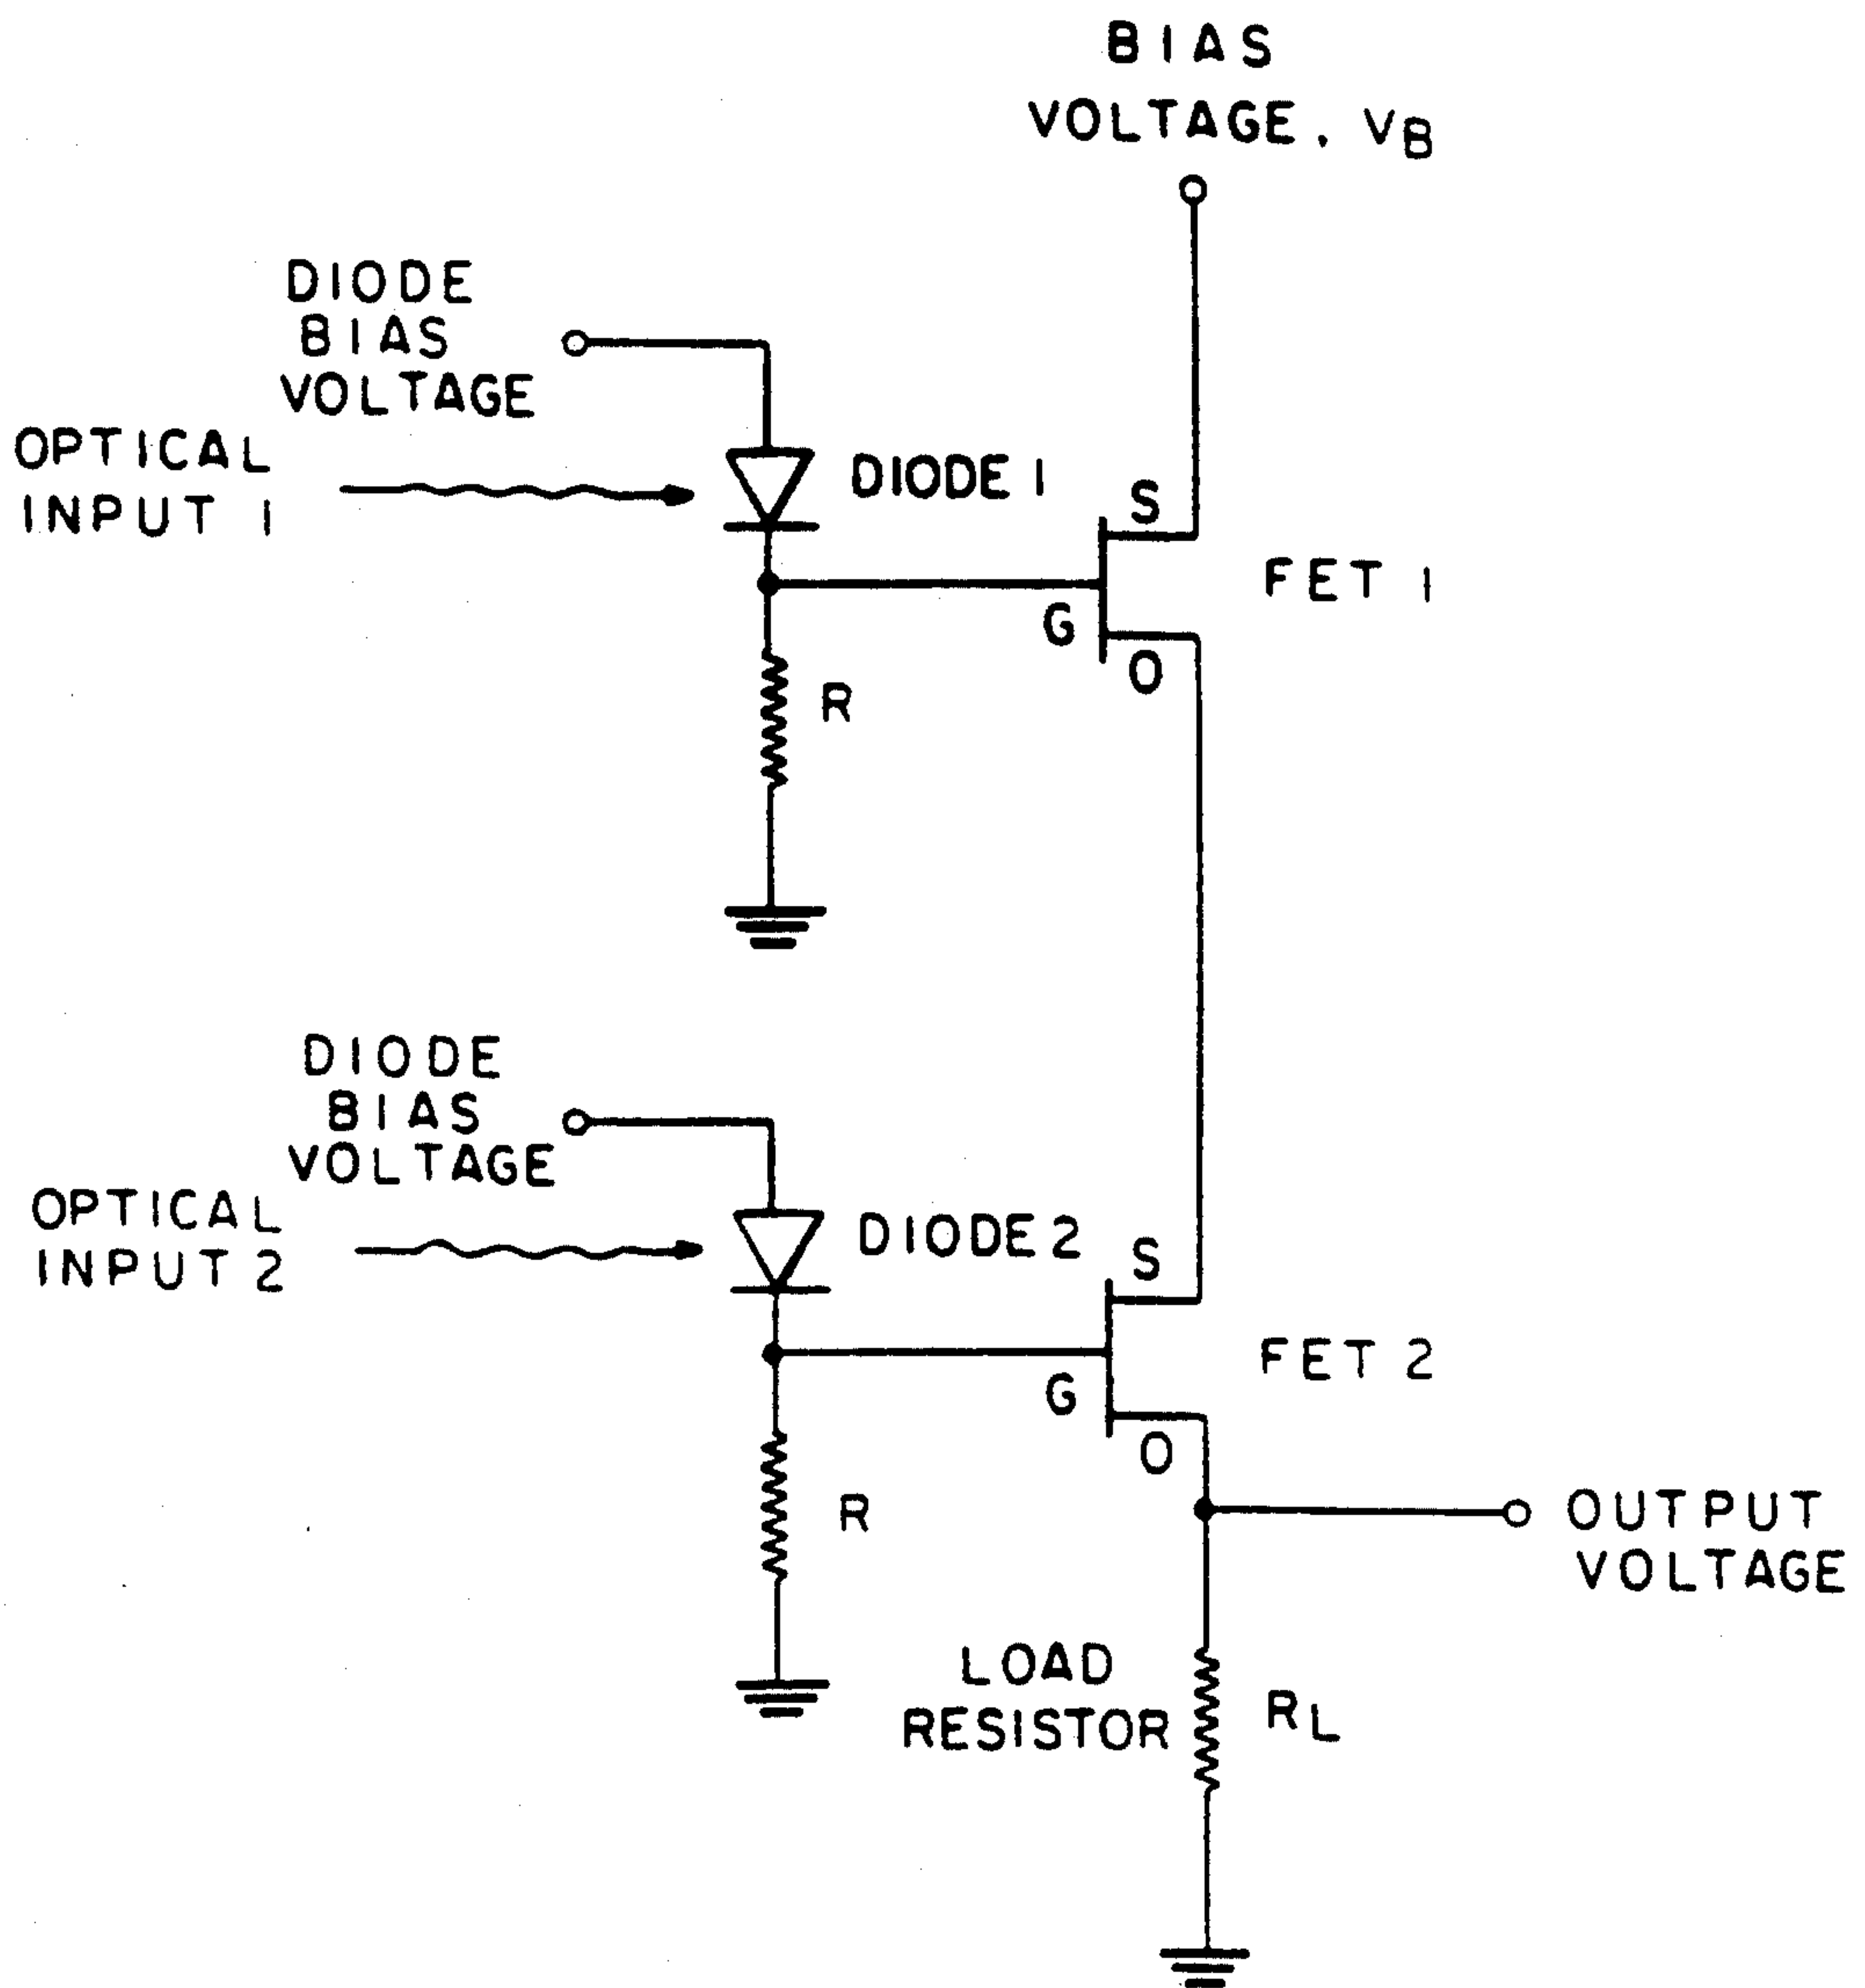 BIAS
VOLTAGE, VB
DIODE
BIAS
VOLTAGE
OPTICAL
INPUT 1
DIODE 1
S
FET 1
G
O
R
DIODE
BIAS
VOLTAGE
OPTICAL
INPUT 2
DIODE 2
S
FET 2
G
O
R
OUTPUT
VOLTAGE
LOAD
RESISTOR
RL